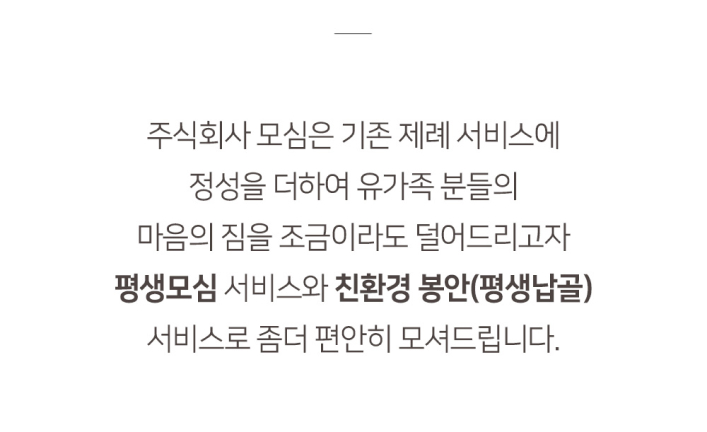 주식회사 모심은 기존 제례 서비스에
정성을 더하여 유가족 분들의
마음의 짐을 조금이라도 덜어드리고자
평생모심 서비스와 친환경 봉안(평생납골)
서비스로 좀더 편안히 모셔드립니다.